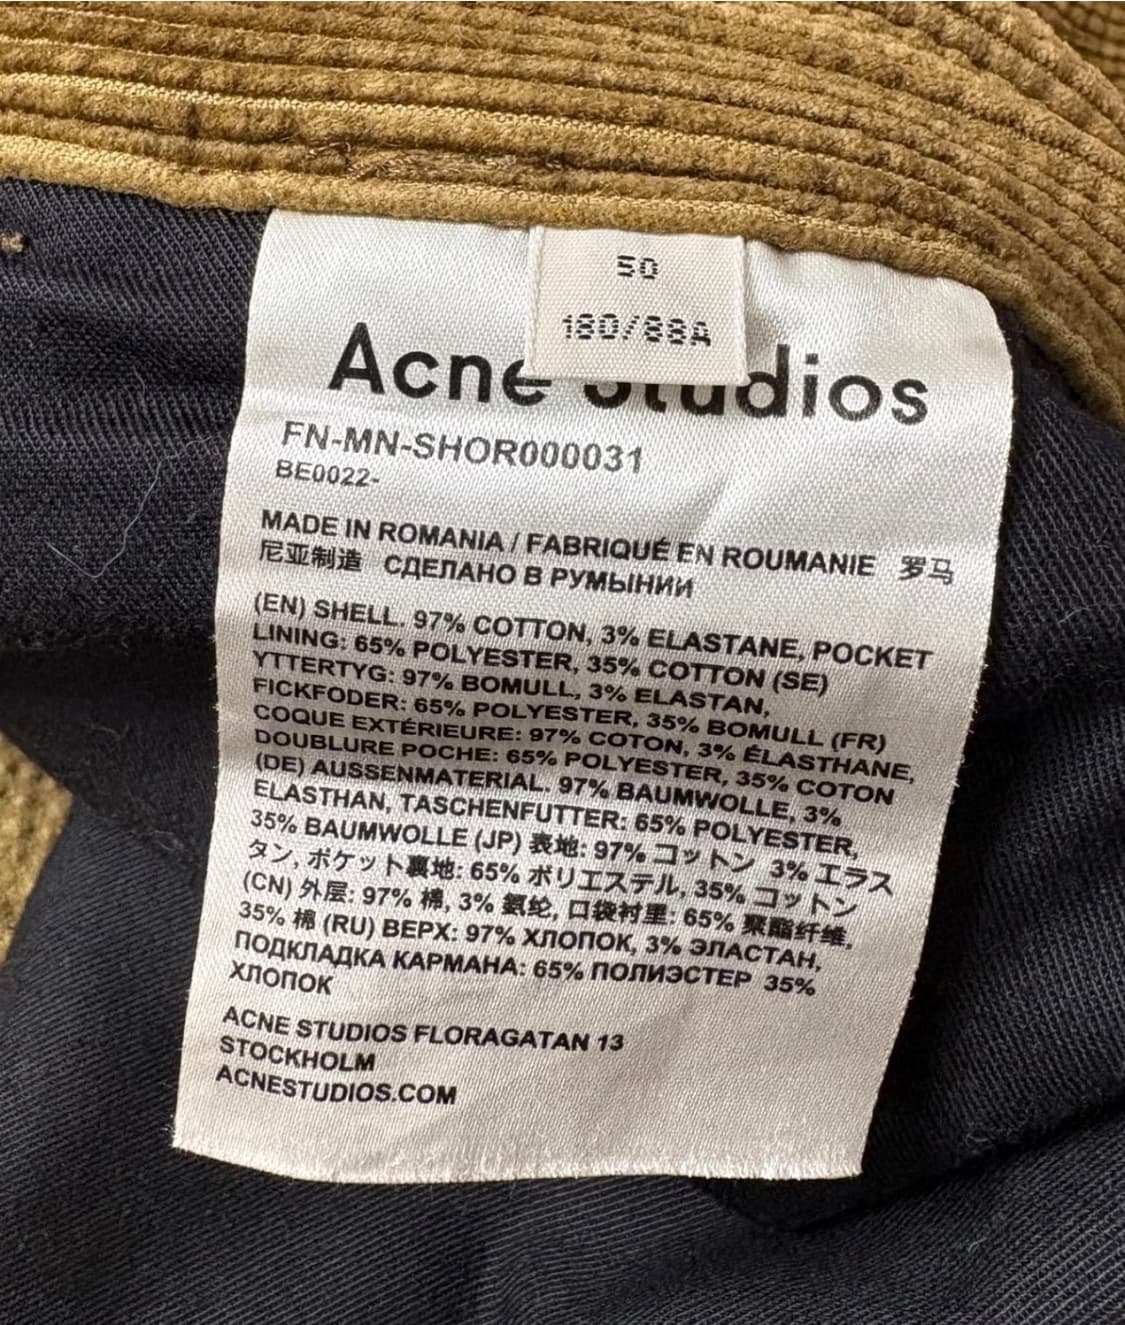 50
180/88A
Acne Studios
FN-MN-SHOR000031
BE0022-
MADE IN ROMANIA / FABRIQUÉ EN ROUMANIE 罗马
尼亚制造 СДЕЛАНО В РУМЫНИИ
(EN) SHELL. 97% COTTON, 3% ELASTANE, POCKET
LINING: 65% POLYESTER, 35% COTTON (SE)
YTTERTYG: 97% BOMULL, 3% ELASTAN,
FICKFODER: 65% POLYESTER, 35% BOMULL (FR)
COQUE EXTÉRIEURE: 97% COTON, 3% ÉLASTHANE,
DOUBLURE POCHE: 65% POLYESTER, 35% COTON
(DE) AUSSENMATERIAL. 97% BAUMWOLLE, 3%
ELASTHAN, TASCHENFUTTER: 65% POLYESTER,
35% BAUMWOLLE (JP) 表地: 97% コットン 3% エラス
タン, ポケット裏地: 65% ポリエステル, 35% コットン
(CN) 外层: 97% 棉, 3% 氨纶, 口袋衬里: 65% 聚酯纤维,
35% 棉 (RU) ВЕРХ: 97% ХЛОПОК, 3% ЭЛАСТАН,
ПОДКЛАДКА КАРМАНА: 65% ПОЛИЭСТЕР 35%
ХЛОПОК
ACNE STUDIOS FLORAGATAN 13
STOCKHOLM
ACNESTUDIOS.COM